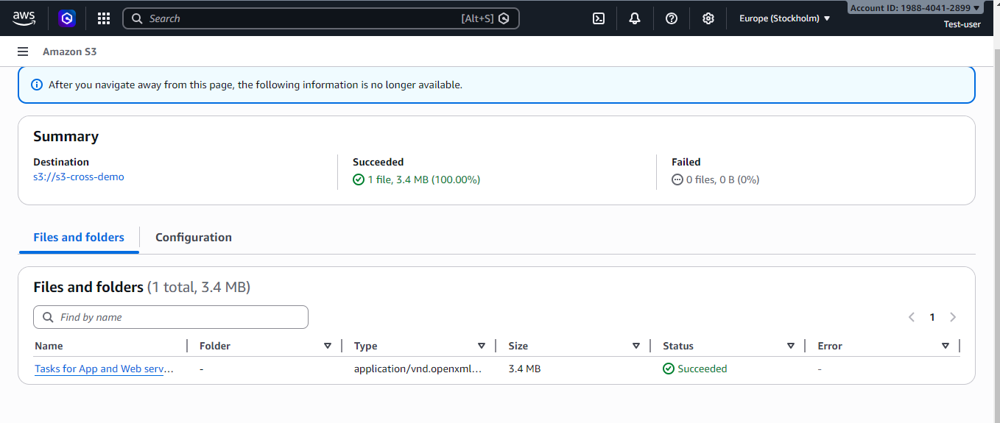 aws
Search
[Alt+S]
Europe (Stockholm)
Account ID: 1988-4041-2899
Test-user
Amazon S3
After you navigate away from this page, the following information is no longer available.
Summary
Destination
s3://s3-cross-demo
Succeeded
1 file, 3.4 MB (100.00%)
Failed
0 files, 0 B (0%)
Files and folders
Configuration
Files and folders (1 total, 3.4 MB)
Find by name
1
Name Folder Type Size Status Error
Tasks for App and Web serv... - application/vnd.openxml... 3.4 MB Succeeded -